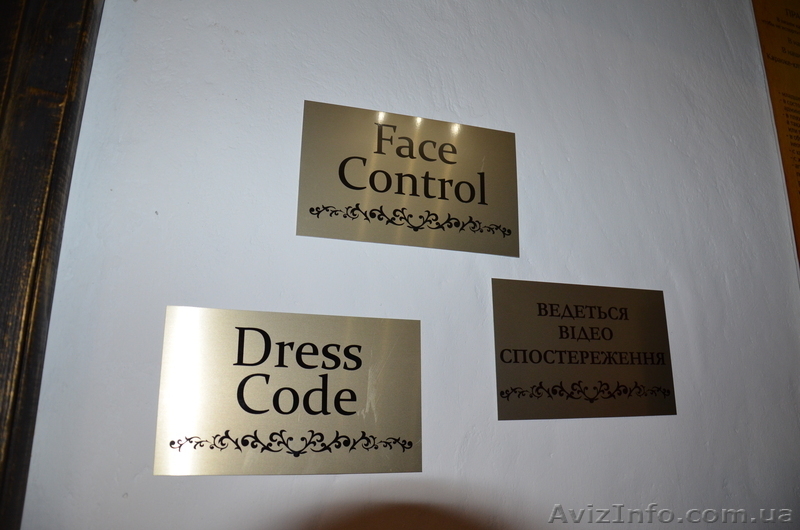 Face
Control
Dress
Code
ВЕДЕТЬСЯ
ВІДЕО
СПОСТЕРЕЖЕННЯ
AvizInfo.com.ua